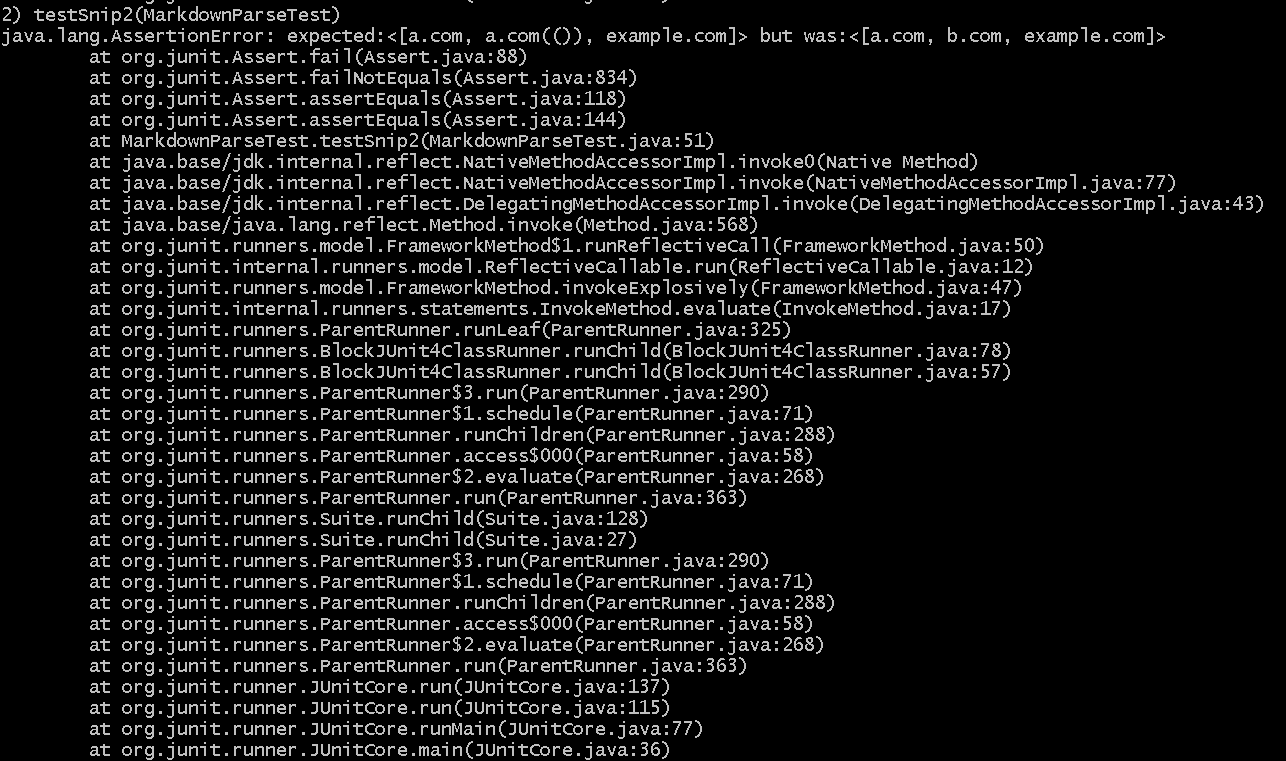 2) testSnip2(MarkdownParseTest)
java.lang.AssertionError: expected:<[a.com, a.com(()), example.com]> but was:<[a.com, b.com, example.com]>
at org.junit.Assert.fail(Assert.java:88)
at org.junit.Assert.failNotEquals(Assert.java:834)
at org.junit.Assert.assertEquals(Assert.java:118)
at org.junit.Assert.assertEquals(Assert.java:144)
at MarkdownParseTest.testSnip2(MarkdownParseTest.java:51)
at java.base/jdk.internal.reflect.NativeMethodAccessorImpl.invoke0(Native Method)
at java.base/jdk.internal.reflect.NativeMethodAccessorImpl.invoke(NativeMethodAccessorImpl.java:77)
at java.base/jdk.internal.reflect.DelegatingMethodAccessorImpl.invoke(DelegatingMethodAccessorImpl.java:43)
at java.base/java.lang.reflect.Method.invoke(Method.java:568)
at org.junit.runners.model.FrameworkMethod$1.runReflectiveCall(FrameworkMethod.java:50)
at org.junit.internal.runners.model.ReflectiveCallable.run(ReflectiveCallable.java:12)
at org.junit.runners.model.FrameworkMethod.invokeExplosively(FrameworkMethod.java:47)
at org.junit.internal.runners.statements.InvokeMethod.evaluate(InvokeMethod.java:17)
at org.junit.runners.ParentRunner.runLeaf(ParentRunner.java:325)
at org.junit.runners.BlockJUnit4ClassRunner.runChild(BlockJUnit4ClassRunner.java:78)
at org.junit.runners.BlockJUnit4ClassRunner.runChild(BlockJUnit4ClassRunner.java:57)
at org.junit.runners.ParentRunner$3.run(ParentRunner.java:290)
at org.junit.runners.ParentRunner$1.schedule(ParentRunner.java:71)
at org.junit.runners.ParentRunner.runChildren(ParentRunner.java:288)
at org.junit.runners.ParentRunner.access$000(ParentRunner.java:58)
at org.junit.runners.ParentRunner$2.evaluate(ParentRunner.java:268)
at org.junit.runners.ParentRunner.run(ParentRunner.java:363)
at org.junit.runners.Suite.runChild(Suite.java:128)
at org.junit.runners.Suite.runChild(Suite.java:27)
at org.junit.runners.ParentRunner$3.run(ParentRunner.java:290)
at org.junit.runners.ParentRunner$1.schedule(ParentRunner.java:71)
at org.junit.runners.ParentRunner.runChildren(ParentRunner.java:288)
at org.junit.runners.ParentRunner.access$000(ParentRunner.java:58)
at org.junit.runners.ParentRunner$2.evaluate(ParentRunner.java:268)
at org.junit.runners.ParentRunner.run(ParentRunner.java:363)
at org.junit.runner.JUnitCore.run(JUnitCore.java:137)
at org.junit.runner.JUnitCore.run(JUnitCore.java:115)
at org.junit.runner.JUnitCore.runMain(JUnitCore.java:77)
at org.junit.runner.JUnitCore.main(JUnitCore.java:36)